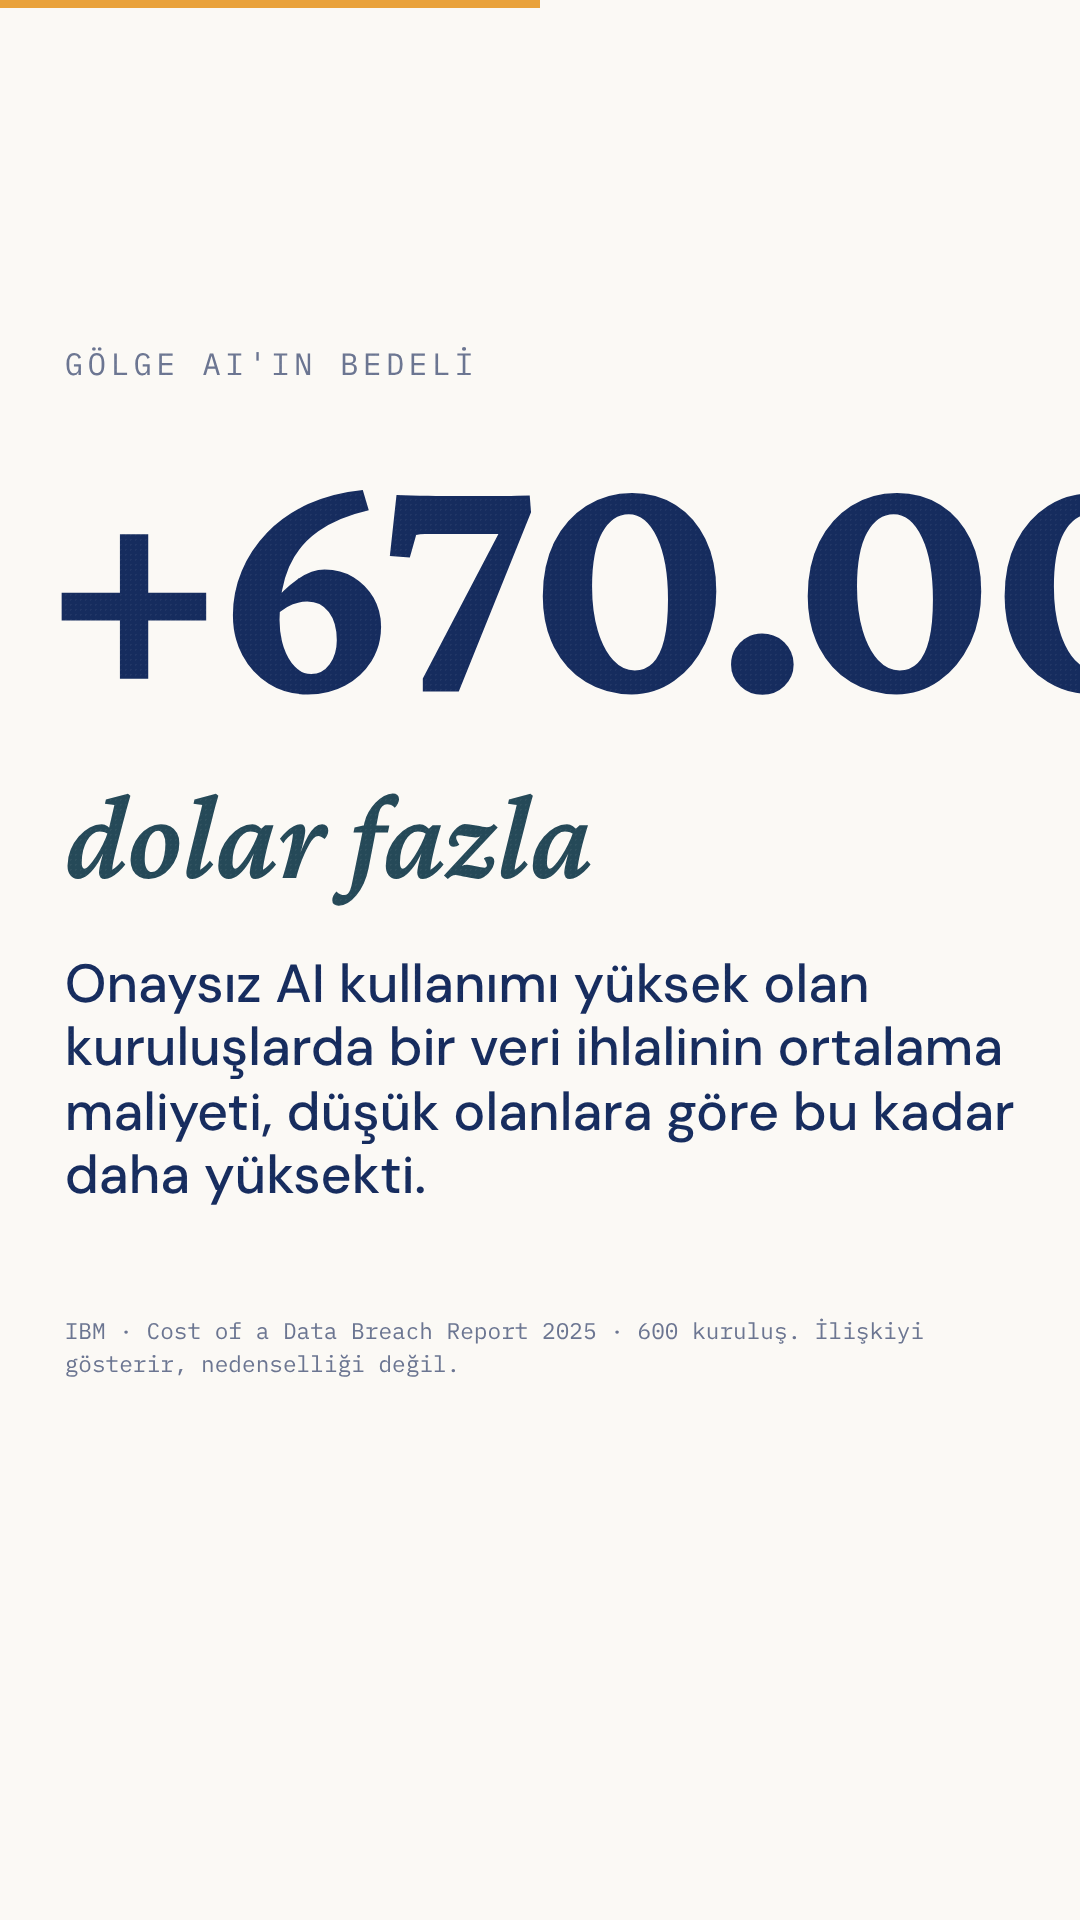 GÖLGE AI'IN BEDELİ
+670.00
dolar fazla
Onaysız AI kullanımı yüksek olan
kuruluşlarda bir veri ihlalinin ortalama
maliyeti, düşük olanlara göre bu kadar
daha yüksekti.
IBM · Cost of a Data Breach Report 2025 · 600 kuruluş. İlişkiyi
gösterir, nedenselliği değil.